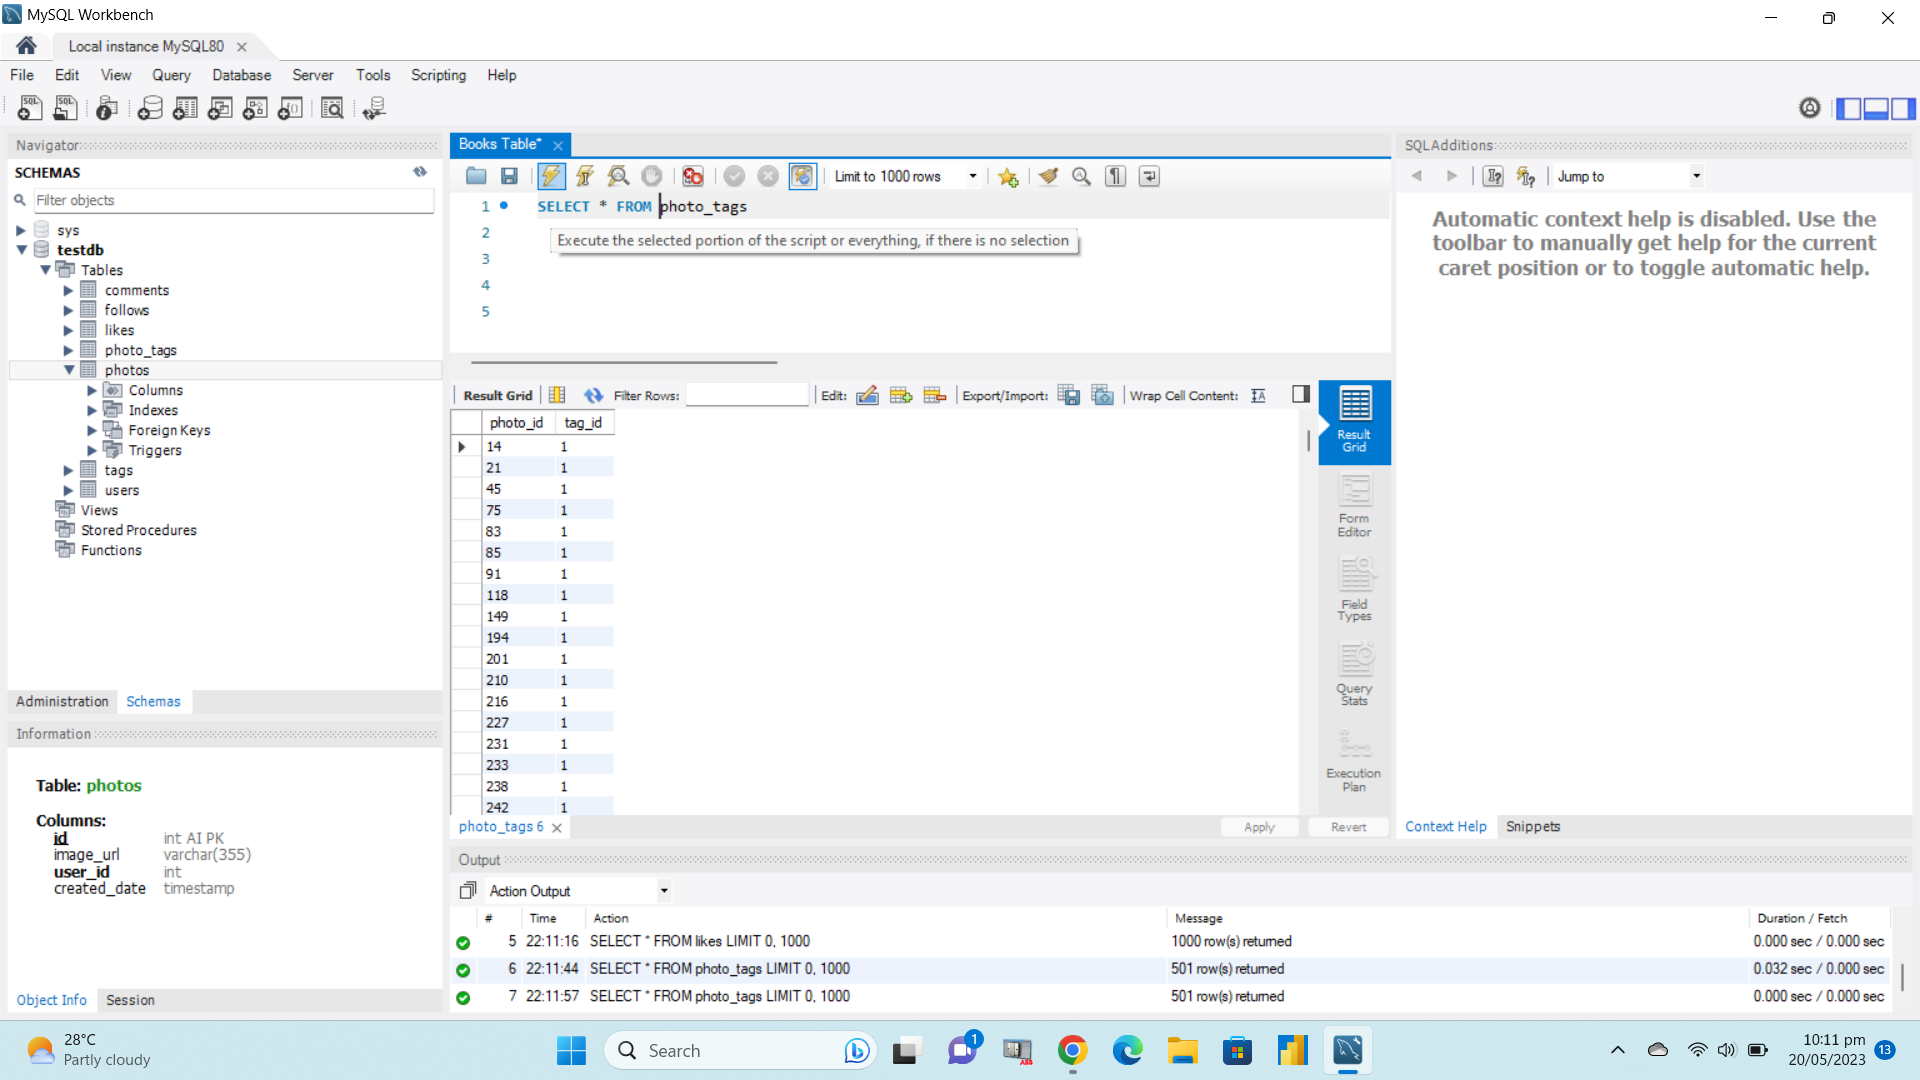 MySQL Workbench
Local instance MySQL80
File Edit View Query Database Server Tools Scripting Help
Navigator
SCHEMAS
Filter objects
sys
testdb
Tables
comments
follows
likes
photo_tags
photos
Columns
Indexes
Foreign Keys
Triggers
tags
users
Views
Stored Procedures
Functions
Administration Schemas
Information
Table: photos
Columns:
id int AI PK
image_url varchar(355)
user_id int
created_date timestamp
Object Info Session
Books Table*
Limit to 1000 rows
1 SELECT * FROM photo_tags
2
Execute the selected portion of the script or everything, if there is no selection
3
4
5
Result Grid Filter Rows: Edit: Export/Import: Wrap Cell Content:
photo_id tag_id
14 1
21 1
45 1
75 1
83 1
85 1
91 1
118 1
149 1
194 1
201 1
210 1
216 1
227 1
231 1
233 1
238 1
242 1
Result Grid
Form Editor
Field Types
Query Stats
Execution Plan
photo_tags 6 Apply Revert
SQLAdditions
Jump to
Automatic context help is disabled. Use the
toolbar to manually get help for the current
caret position or to toggle automatic help.
Context Help Snippets
Output
Action Output
# Time Action Message Duration / Fetch
5 22:11:16 SELECT * FROM likes LIMIT 0, 1000 1000 row(s) returned 0.000 sec / 0.000 sec
6 22:11:44 SELECT * FROM photo_tags LIMIT 0, 1000 501 row(s) returned 0.032 sec / 0.000 sec
7 22:11:57 SELECT * FROM photo_tags LIMIT 0, 1000 501 row(s) returned 0.000 sec / 0.000 sec
28°C
Partly cloudy
Search
1
10:11 pm
20/05/2023
13